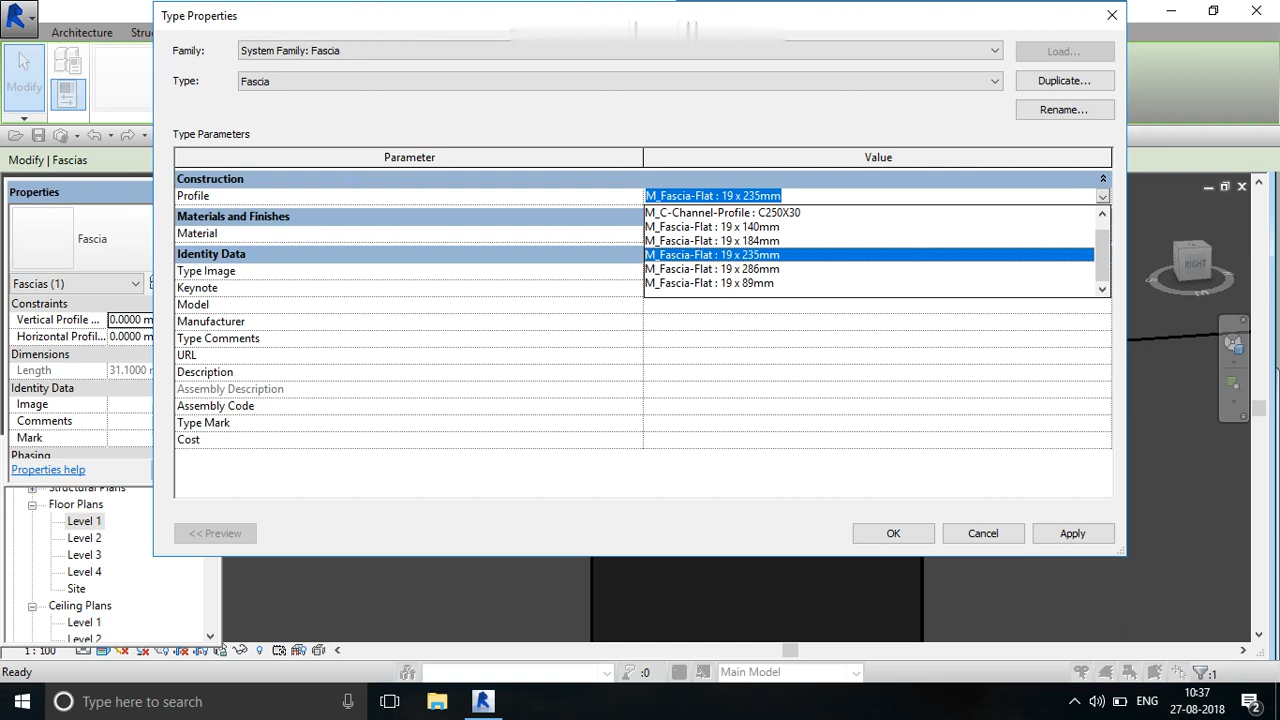 Type Properties
Architecture
Family:
System Family: Fascia
Load...
Type:
Fascia
Duplicate...
Modify
Rename...
Type Parameters
Parameter
Value
Modify | Fascias
Construction
Properties
Profile
M_Fascia-Flat : 19 x 235mm
M_C-Channel-Profile : C250X30
M_Fascia-Flat : 19 x 140mm
M_Fascia-Flat : 19 x 184mm
M_Fascia-Flat : 19 x 235mm
M_Fascia-Flat : 19 x 286mm
M_Fascia-Flat : 19 x 89mm
Materials and Finishes
Material
Identity Data
Type Image
Keynote
Model
Manufacturer
Type Comments
URL
Description
Assembly Description
Assembly Code
Type Mark
Cost
Fascia
RIGHT
Fascias (1)
Constraints
Vertical Profile ...
0.0000 m
Horizontal Profil...
0.0000 m
Dimensions
Length
31.1000
Identity Data
Image
Comments
Mark
Phasing
Properties help
Structural Plans
Floor Plans
Level 1
Level 2
Level 3
Level 4
Site
Ceiling Plans
Level 1
Level 2
<< Preview
OK
Cancel
Apply
1 : 100
Ready
:0
Main Model
:1
Type here to search
ENG
10:37
27-08-2018
2